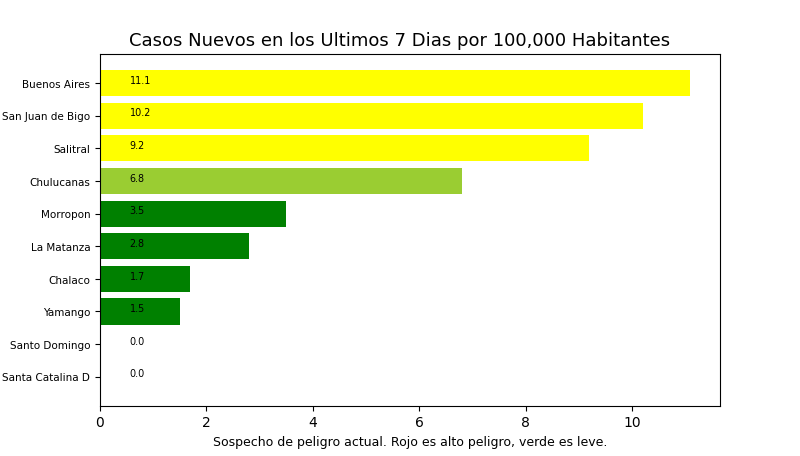 Casos Nuevos en los Ultimos 7 Dias por 100,000 Habitantes
Buenos Aires 11.1
San Juan de Bigo 10.2
Salitral 9.2
Chulucanas 6.8
Morropon 3.5
La Matanza 2.8
Chalaco 1.7
Yamango 1.5
Santo Domingo 0.0
Santa Catalina D 0.0
0 2 4 6 8 10
Sospecho de peligro actual. Rojo es alto peligro, verde es leve.